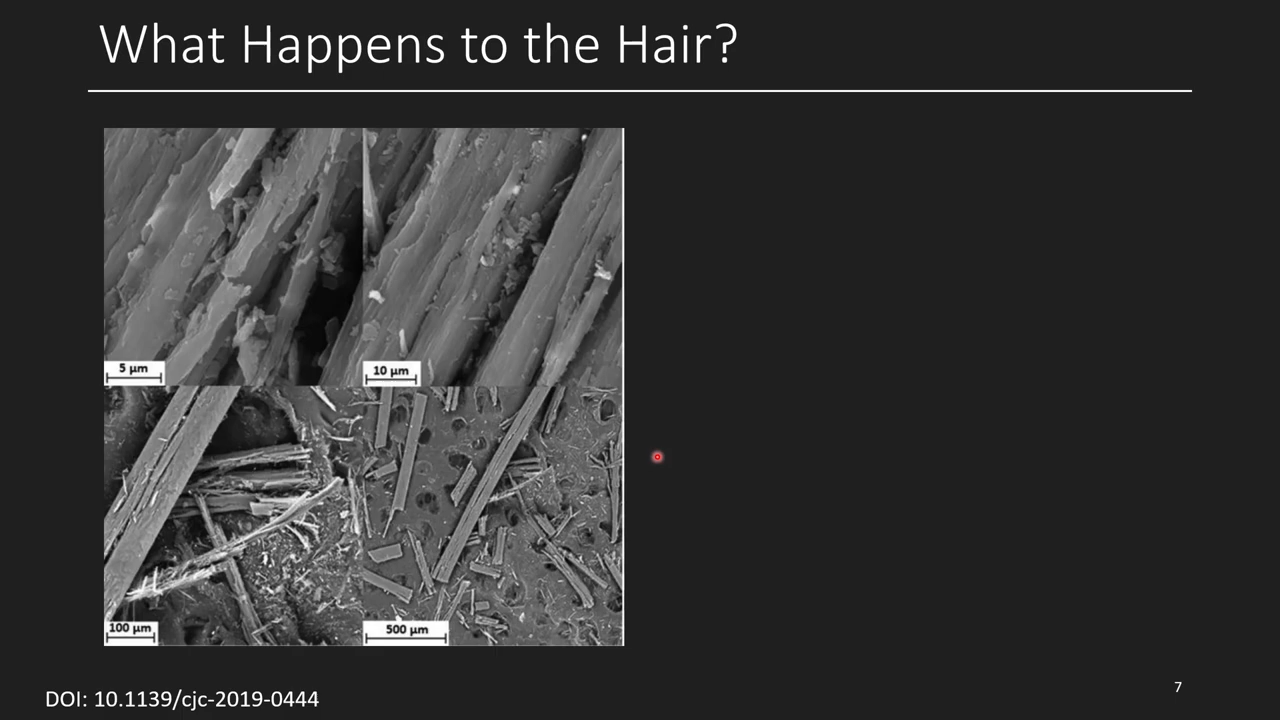 What Happens to the Hair?
5 µm
10 µm
100 µm
500 µm
DOI: 10.1139/cjc-2019-0444
7